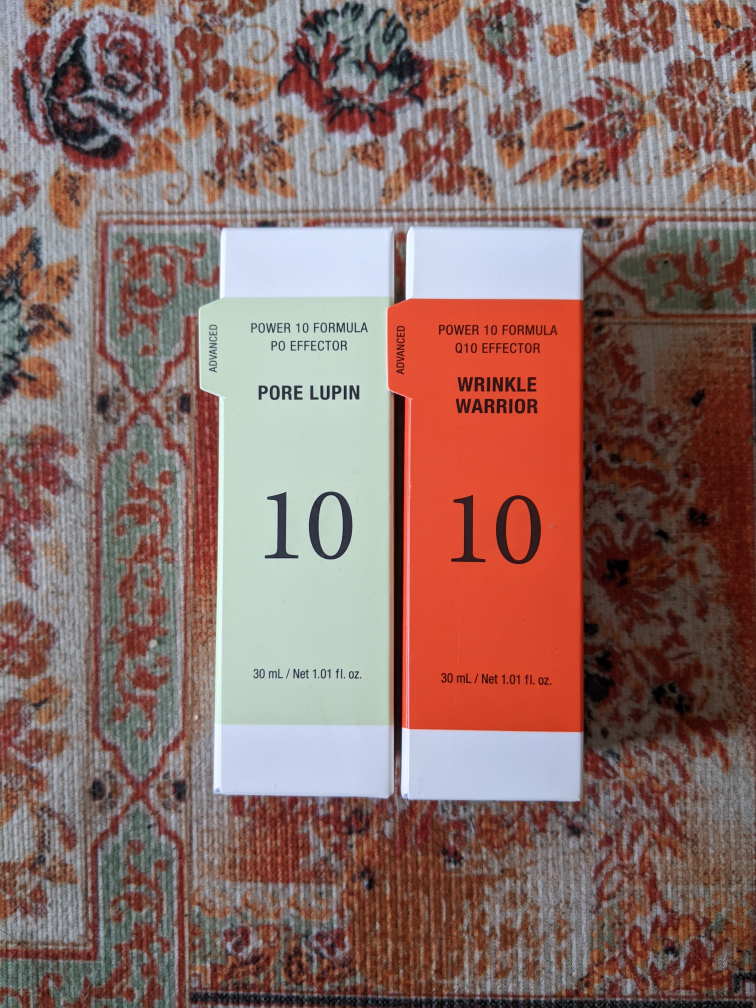 ADVANCED
POWER 10 FORMULA
PO EFFECTOR
PORE LUPIN
10
30 mL / Net 1.01 fl. oz.
ADVANCED
POWER 10 FORMULA
Q10 EFFECTOR
WRINKLE
WARRIOR
10
30 mL / Net 1.01 fl. oz.